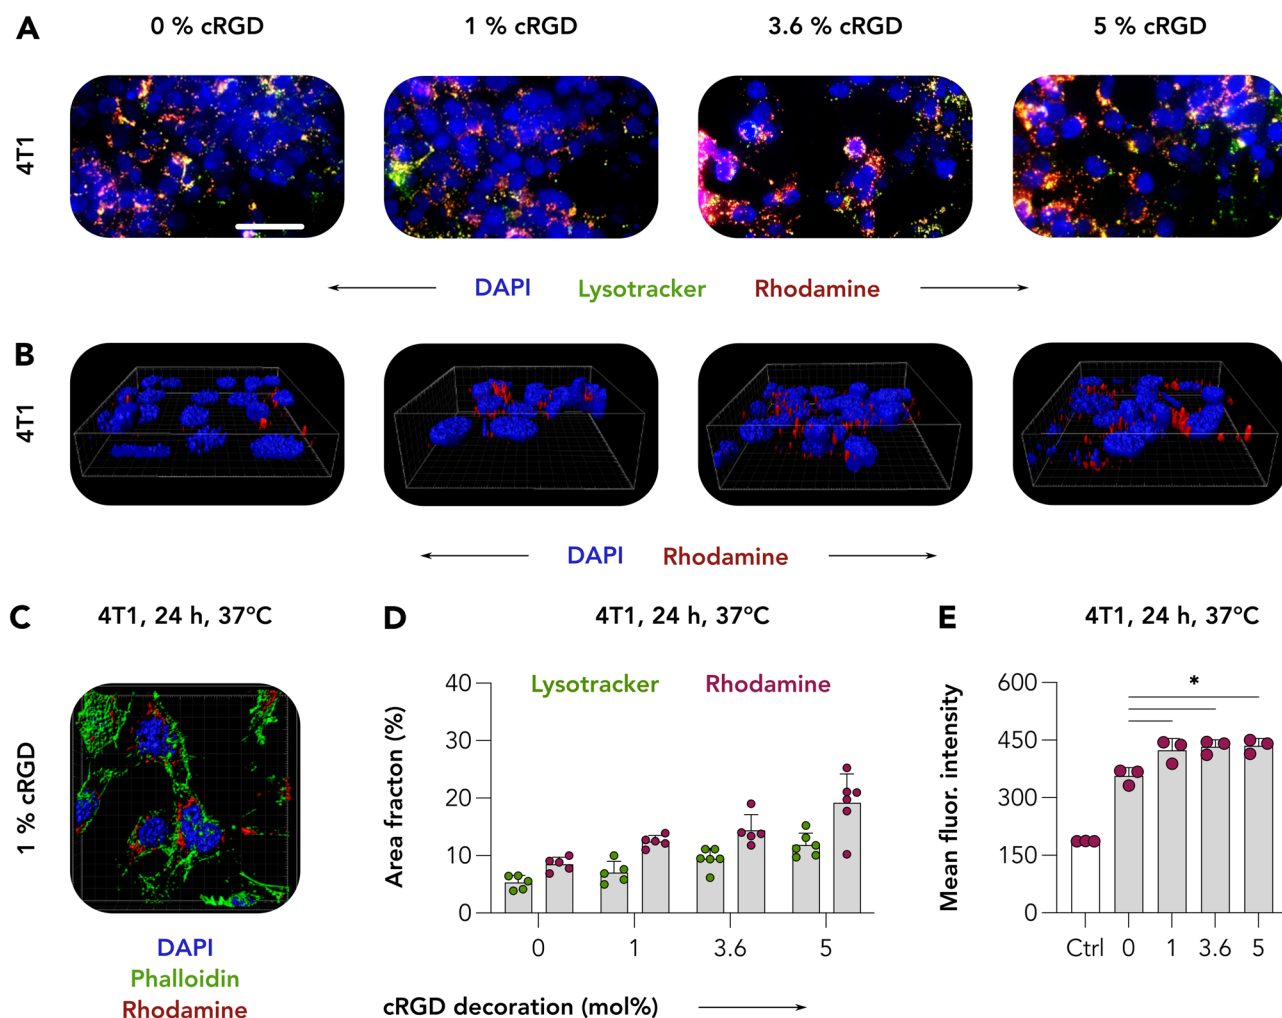 A
0 % cRGD
1 % cRGD
3.6 % cRGD
5 % cRGD
4T1
DAPI Lysotracker Rhodamine
B
4T1
DAPI Rhodamine
C
4T1, 24 h, 37°C
1 % cRGD
DAPI
Phalloidin
Rhodamine
D
4T1, 24 h, 37°C
Lysotracker Rhodamine
Area fracton (%)
40
30
20
10
0
0 1 3.6 5
cRGD decoration (mol%)
E
4T1, 24 h, 37°C
Mean fluor. intensity
600
450
300
150
0
*
Ctrl 0 1 3.6 5